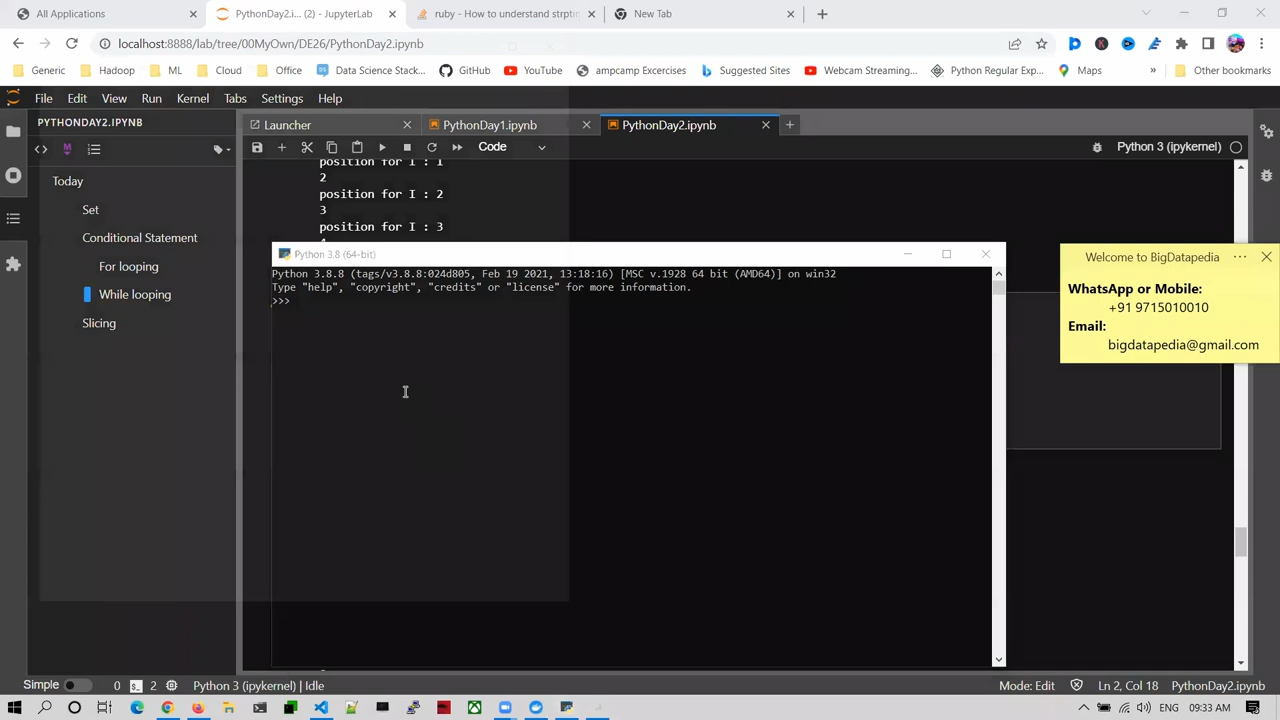 All Applications
PythonDay2.i... (2) - JupyterLab
ruby - How to understand strptim
New Tab
localhost:8888/lab/tree/00MyOwn/DE26/PythonDay2.ipynb
Generic
Hadoop
ML
Cloud
Office
Data Science Stack...
GitHub
YouTube
ampcamp Excercises
Suggested Sites
Webcam Streaming...
Python Regular Exp...
Maps
»
Other bookmarks
File Edit View Run Kernel Tabs Settings Help
PYTHONDAY2.IPYNB
Launcher
PythonDay1.ipynb
PythonDay2.ipynb
Code
Python 3 (ipykernel)
Today
Set
Conditional Statement
For looping
While looping
Slicing
position for I : 1
2
position for I : 2
3
position for I : 3
Python 3.8 (64-bit)
Python 3.8.8 (tags/v3.8.8:024d805, Feb 19 2021, 13:18:16) [MSC v.1928 64 bit (AMD64)] on win32
Type "help", "copyright", "credits" or "license" for more information.
>>>
Welcome to BigDatapedia
WhatsApp or Mobile:
+91 9715010010
Email:
bigdatapedia@gmail.com
Simple
0
2
Python 3 (ipykernel) | Idle
Mode: Edit
Ln 2, Col 18
PythonDay2.ipynb
ENG
09:33 AM